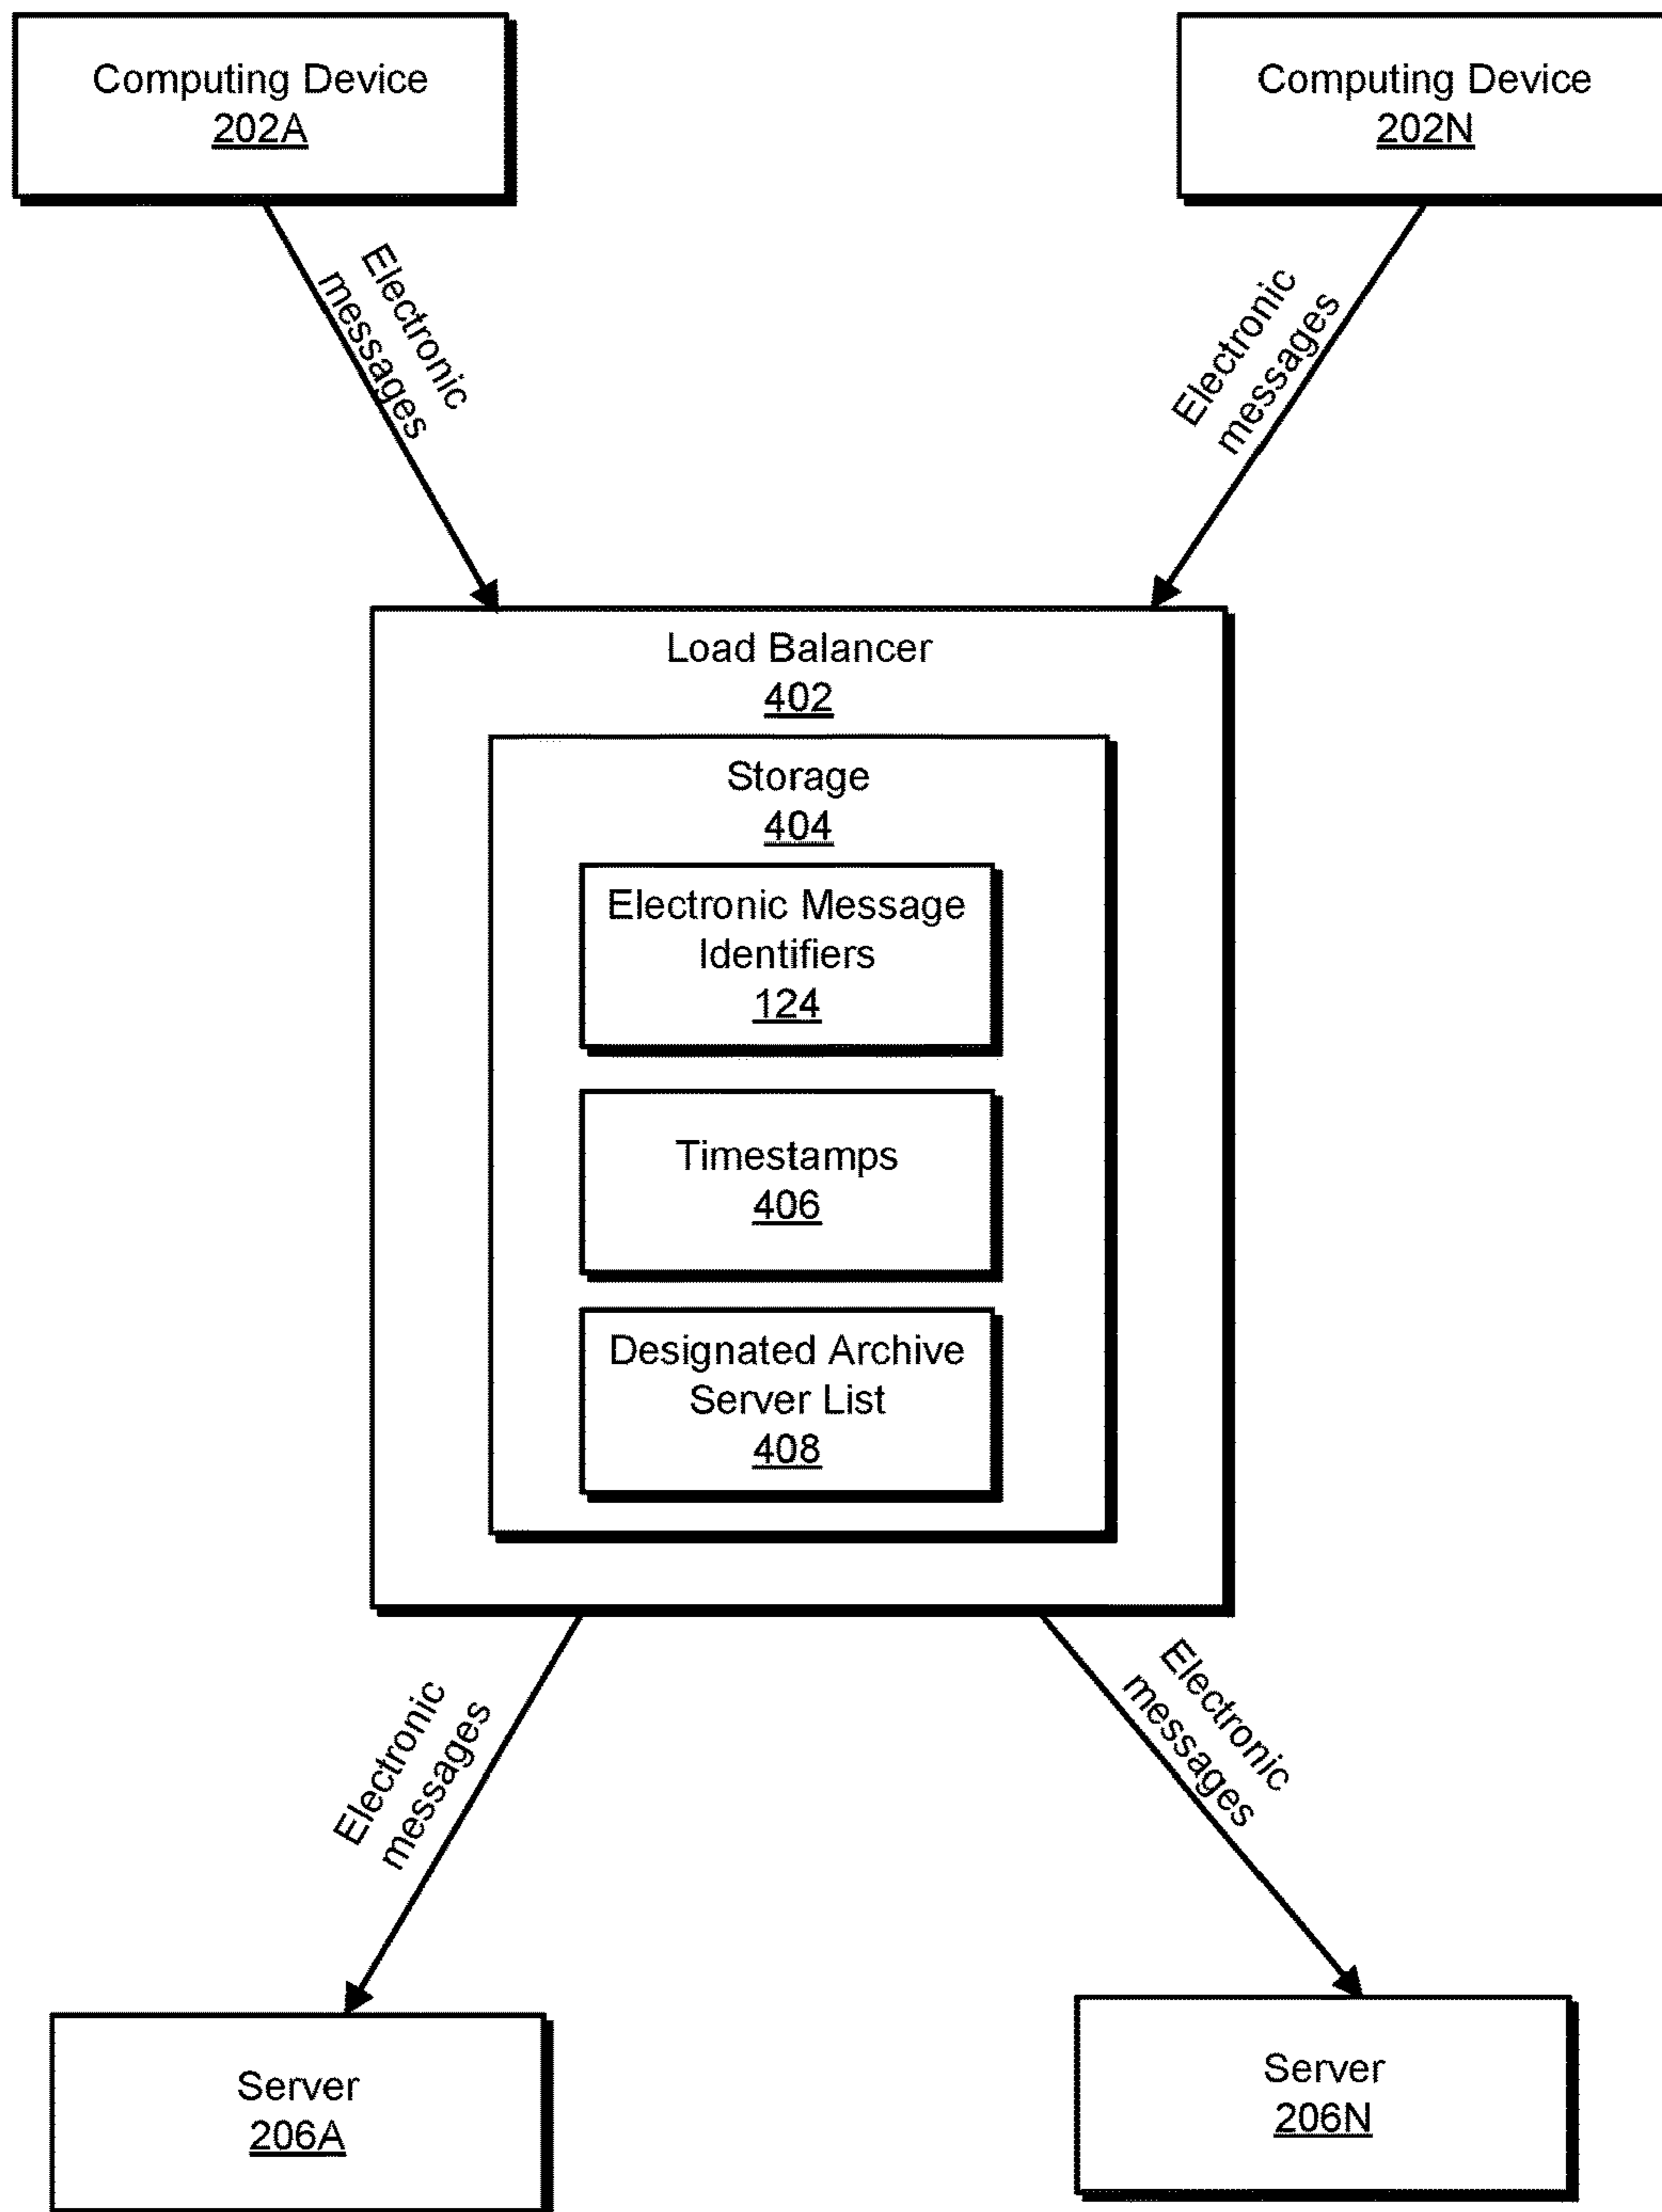 Computing Device
202A
Computing Device
202N
Electronic
messages
Electronic
messages
Load Balancer
402
Storage
404
Electronic Message
Identifiers
124
Timestamps
406
Designated Archive
Server List
408
Electronic
messages
Electronic
messages
Server
206A
Server
206N